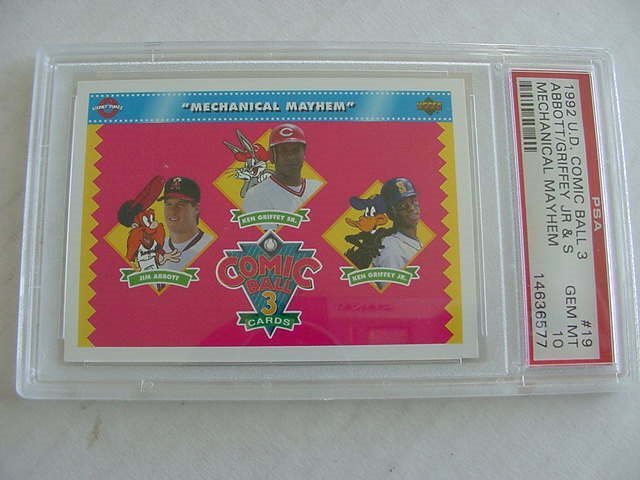 "MECHANICAL MAYHEM"
KEN GRIFFEY SR.
JIM ABBOTT
KEN GRIFFEY JR.
COMIC
BALL
3
CARDS
PSA
1992 U.D. COMIC BALL 3 #19
ABBOTT/GRIFFEY JR & S GEM MT
MECHANICAL MAYHEM 10
14636577